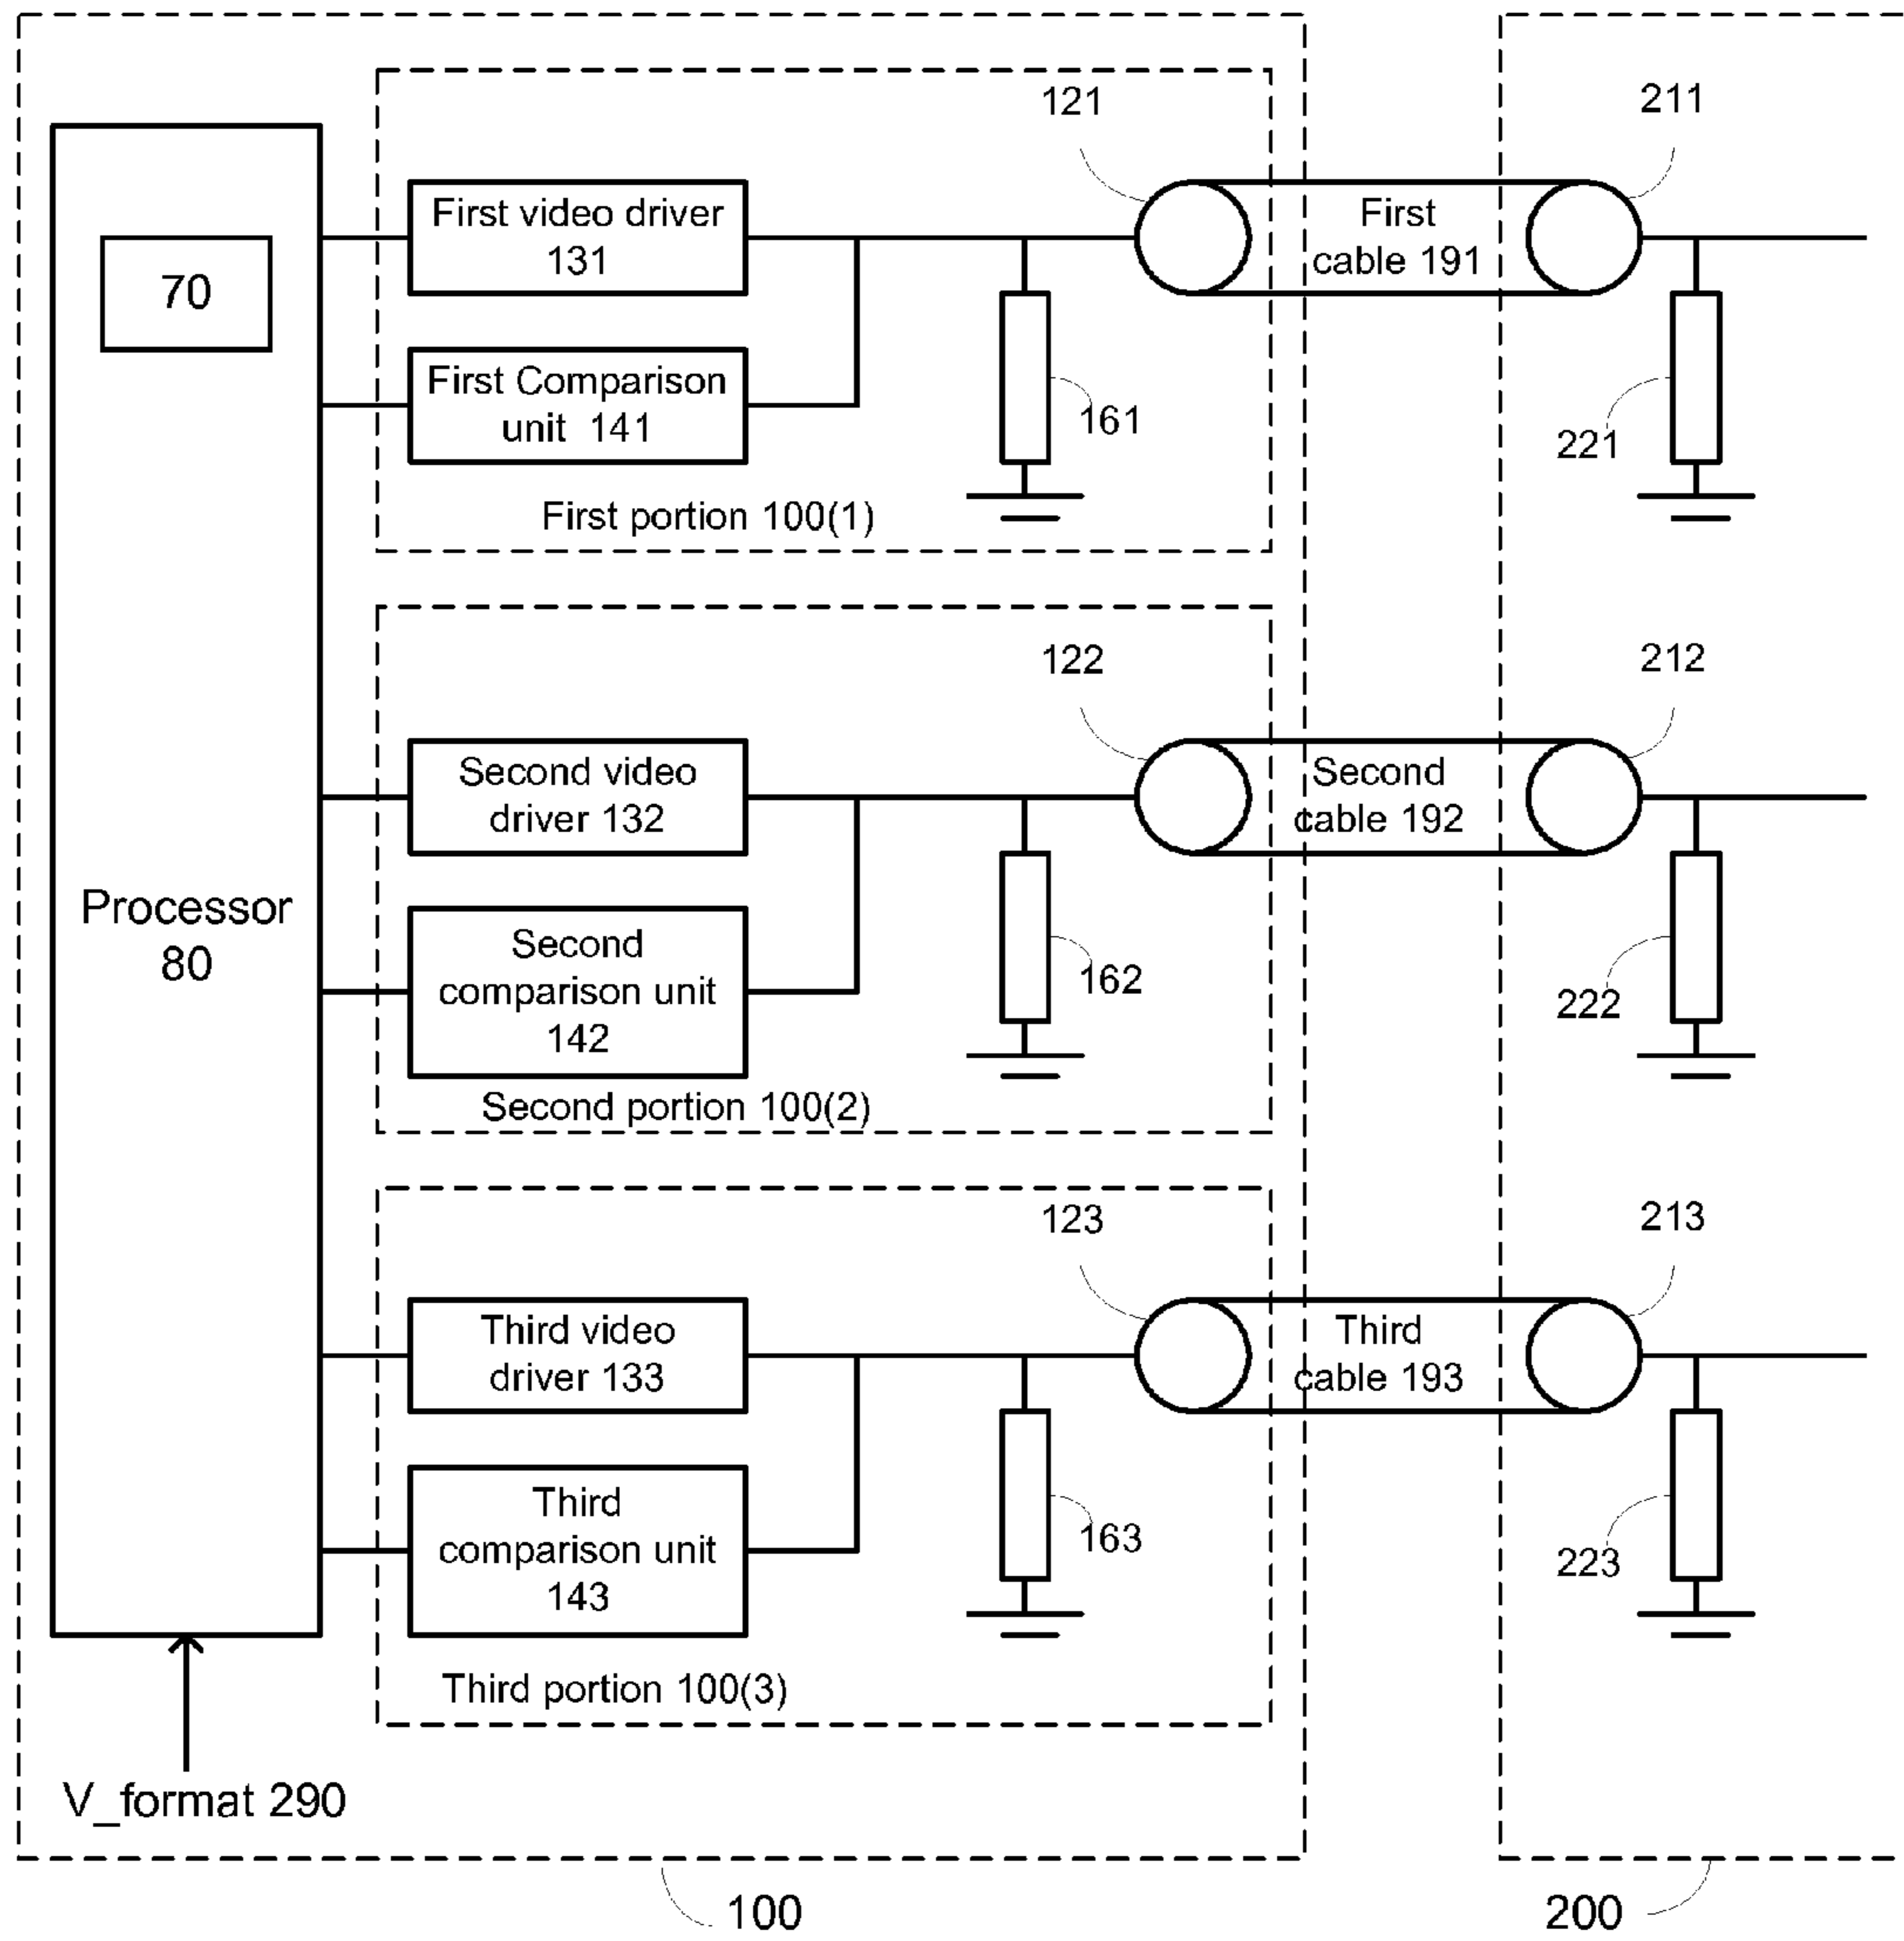 121
211
First video driver
131
First
cable 191
70
First Comparison
unit 141
161
221
First portion 100(1)
122
212
Second video
driver 132
Second
cable 192
Processor
80
Second
comparison unit
142
162
222
Second portion 100(2)
123
213
Third video
driver 133
Third
cable 193
Third
comparison unit
143
163
223
Third portion 100(3)
V_format 290
100
200